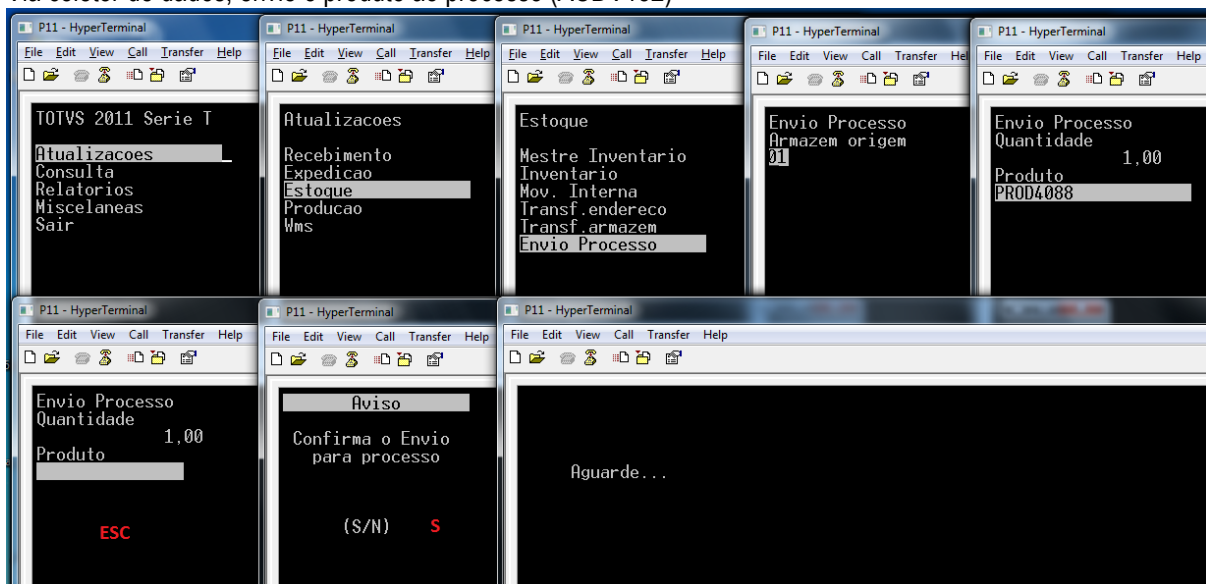 Via coletor de dados, envie o produto ao processo
P11 - HyperTerminal
File Edit View Call Transfer Help
TOTVS 2011 Serie T
Atualizacoes
Consulta
Relatorios
Miscelaneas
Sair
P11 - HyperTerminal
File Edit View Call Transfer Help
Atualizacoes
Recebimento
Expedicao
Estoque
Producao
Wms
P11 - HyperTerminal
File Edit View Call Transfer Help
Estoque
Mestre Inventario
Inventario
Mov. Interna
Transf.endereco
Transf.armazem
Envio Processo
P11 - HyperTerminal
File Edit View Call Transfer Hel
Envio Processo
Armazem origem
01
P11 - HyperTerminal
File Edit View Call Transfer Help
Envio Processo
Quantidade
1,00
Produto
PROD4088
P11 - HyperTerminal
File Edit View Call Transfer Help
Envio Processo
Quantidade
1,00
Produto
ESC
P11 - HyperTerminal
File Edit View Call Transfer Help
Aviso
Confirma o Envio
para processo
(S/N) S
P11 - HyperTerminal
File Edit View Call Transfer Help
Aguarde...